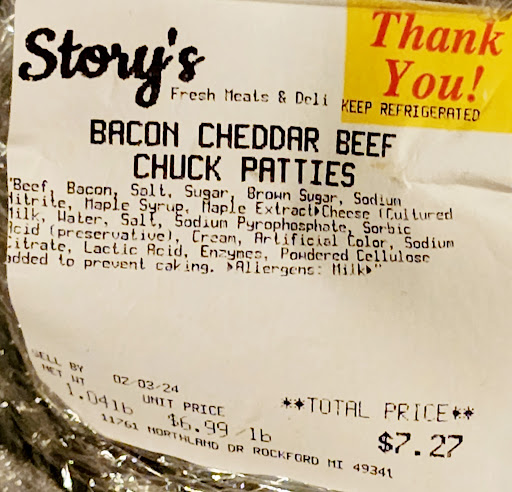 Story's
Fresh Meats & Deli
Thank
You!
KEEP REFRIGERATED
BACON CHEDDAR BEEF
CHUCK PATTIES
"Beef, Bacon, Salt, Sugar, Brown Sugar, Sodium
Nitrite, Maple Syrup, Maple Extract▶Cheese (Cultured
Milk, Water, Salt, Sodium Pyrophosphate, Sorbic
Acid (preservative), Cream, Artificial Color, Sodium
Citrate, Lactic Acid, Enzymes, Powdered Cellulose
added to prevent caking. ▶Allergens: Milk▶"
SELL BY 02/03/24
NET WT UNIT PRICE **TOTAL PRICE**
1.04lb $6.99/lb $7.27
11761 NORTHLAND DR ROCKFORD MI 49341